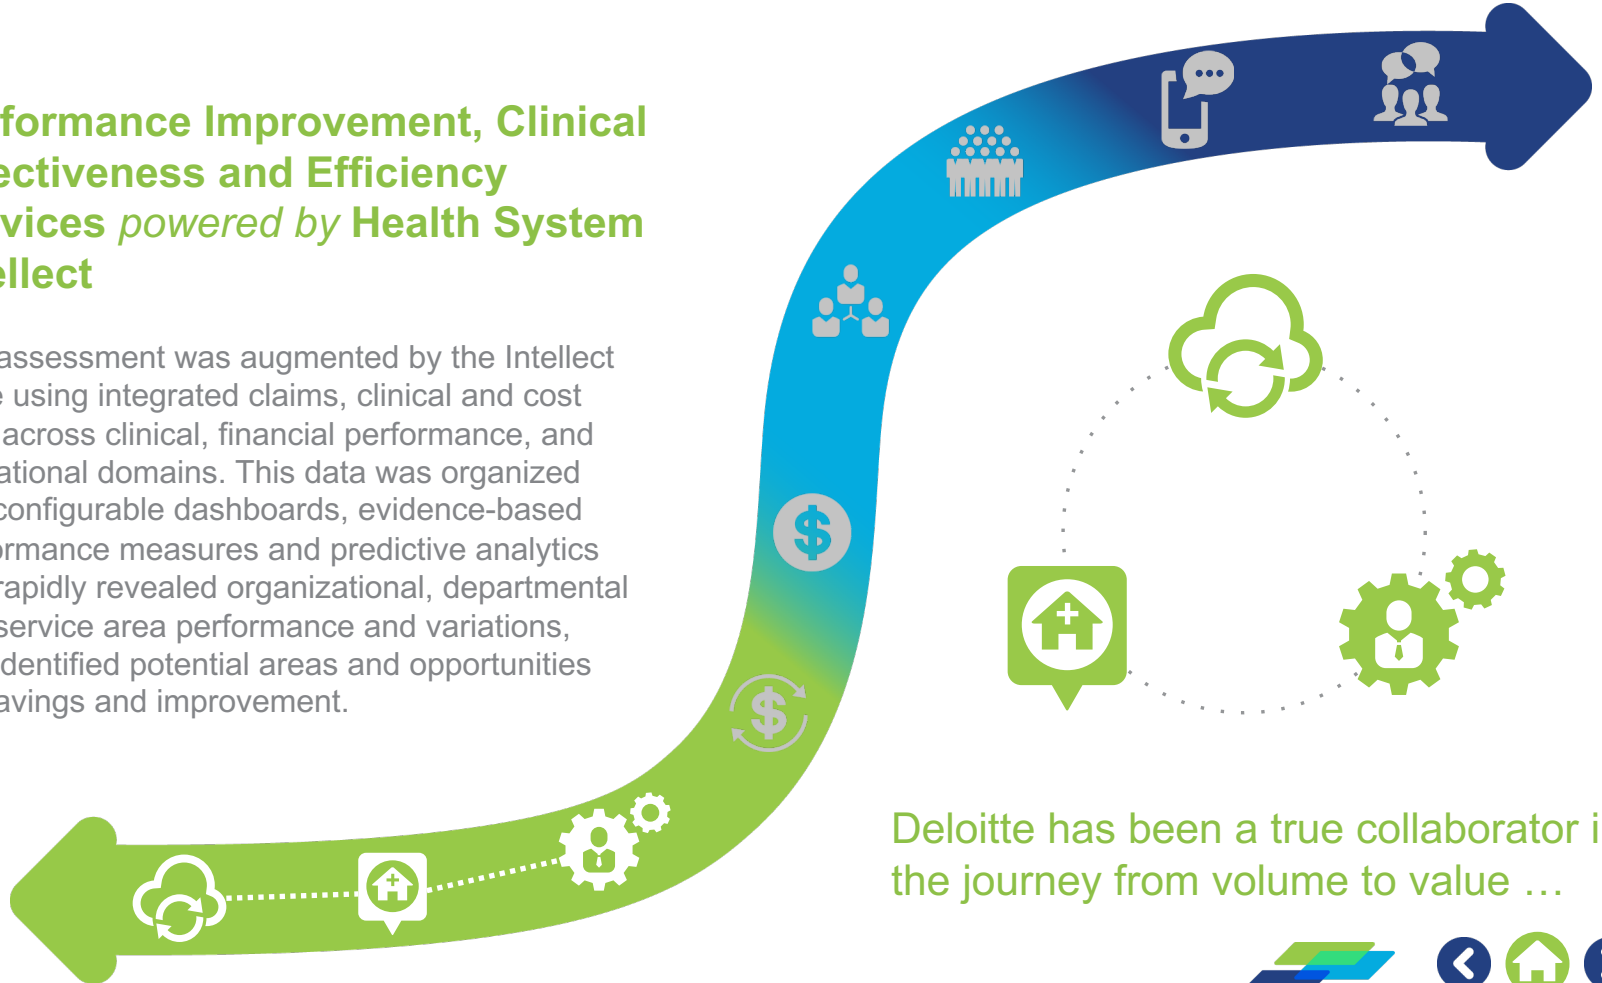 formance Improvement, Clinical
ectiveness and Efficiency
vices powered by Health System
ellect
assessment was augmented by the Intellect
e using integrated claims, clinical and cost
across clinical, financial performance, and
ational domains. This data was organized
configurable dashboards, evidence-based
ormance measures and predictive analytics
rapidly revealed organizational, departmental
service area performance and variations,
dentified potential areas and opportunities
avings and improvement.
Deloitte has been a true collaborator i
the journey from volume to value …